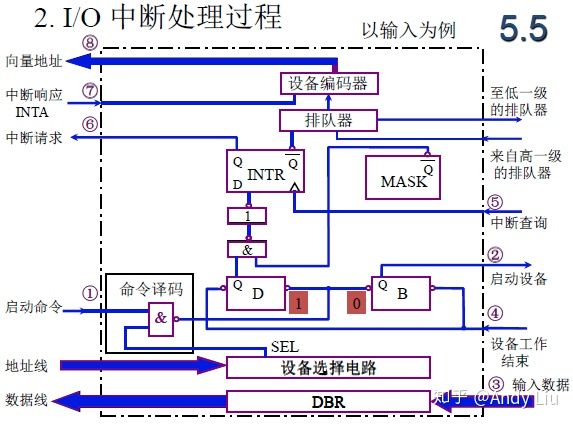 2. I/O 中断处理过程
以输入为例
5.5
⑧
向量地址
设备编码器
⑦
中断响应
INTA
至低一级
的排队器
排队器
⑥
中断请求
来自高一级
的排队器
Q
Q
INTR
D
Q
MASK
⑤
中断查询
1
&
②
启动设备
Q
D
1
0
Q
B
①
启动命令
命令译码
&
④
设备工作
结束
SEL
地址线
设备选择电路
③ 输入数据
数据线
DBR
知乎 @Andy Liu